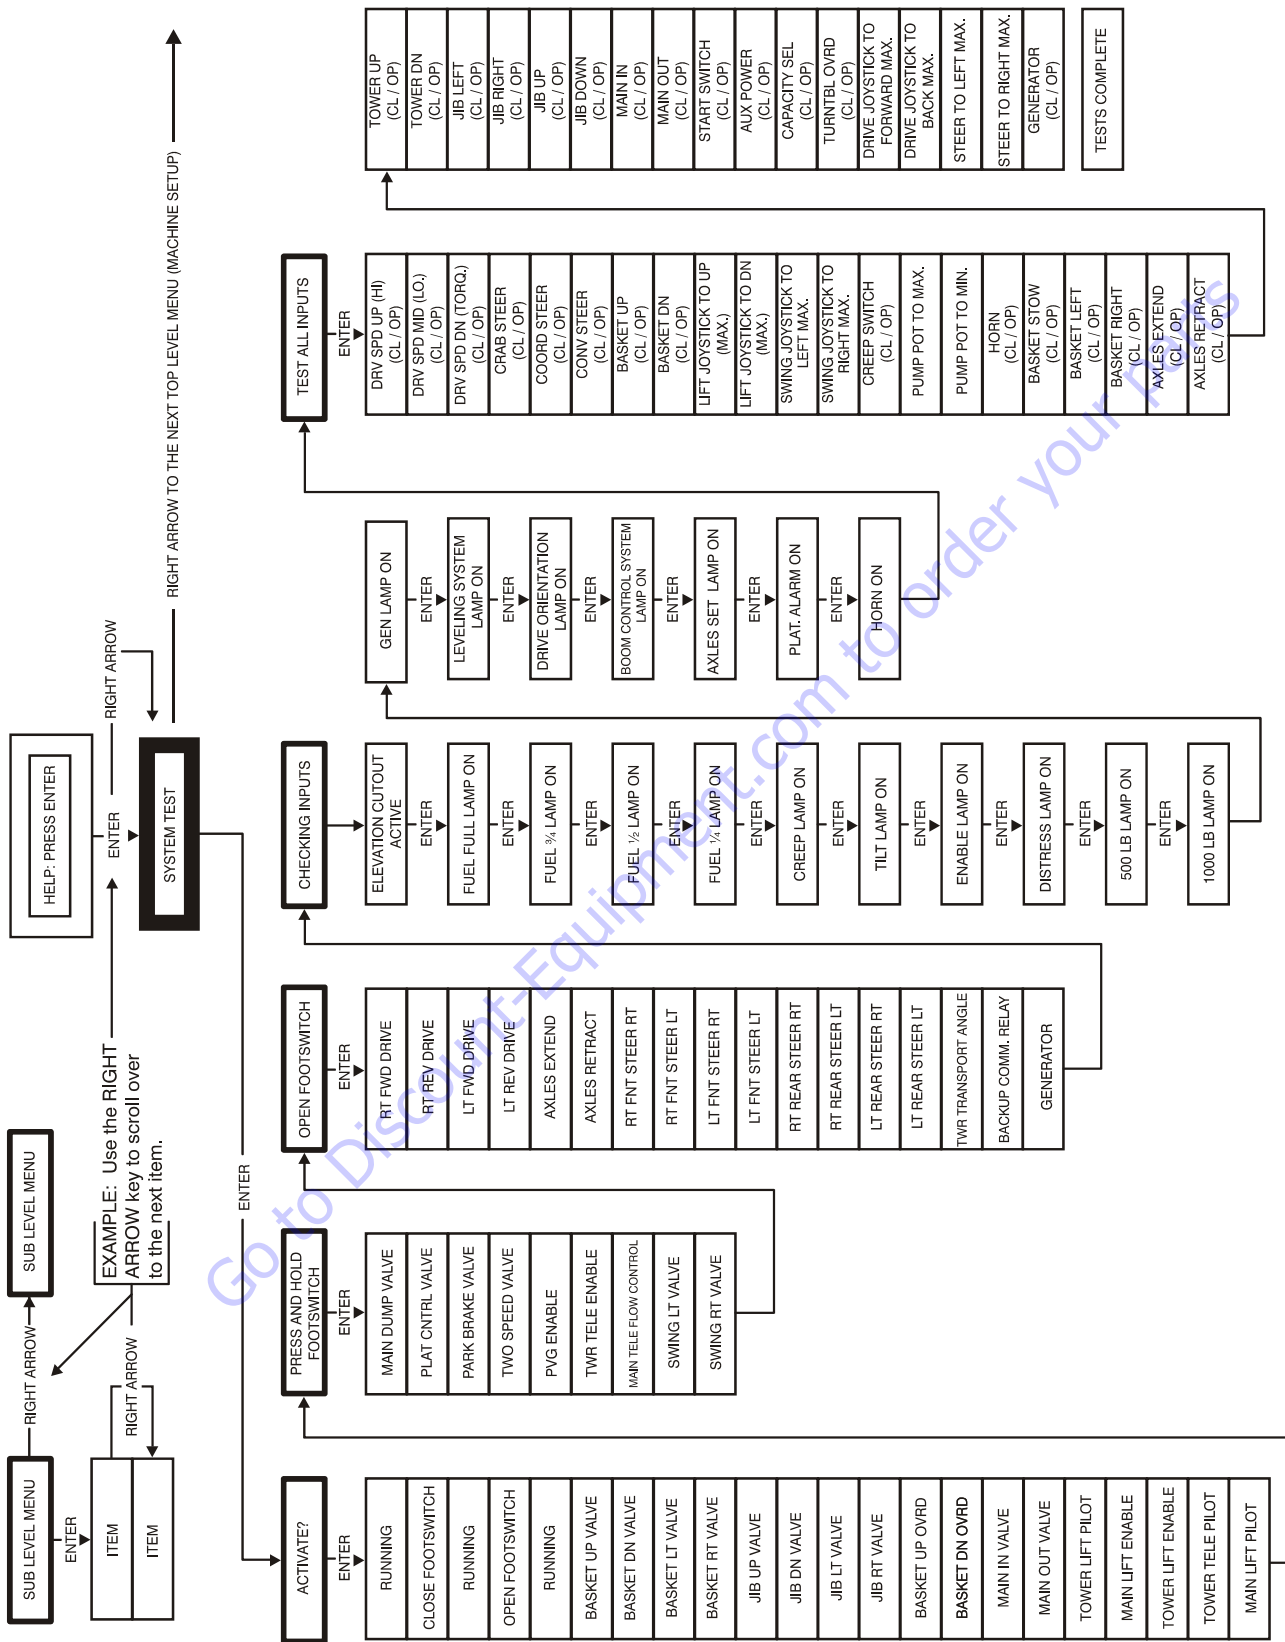 SUB LEVEL MENU
RIGHT ARROW
SUB LEVEL MENU
ENTER
ITEM
ITEM
RIGHT ARROW
EXAMPLE: Use the RIGHT
ARROW key to scroll over
to the next item.
HELP: PRESS ENTER
ENTER
RIGHT ARROW
SYSTEM TEST
RIGHT ARROW TO THE NEXT TOP LEVEL MENU (MACHINE SETUP)
ENTER
ACTIVATE?
ENTER
RUNNING
CLOSE FOOTSWITCH
RUNNING
OPEN FOOTSWITCH
RUNNING
BASKET UP VALVE
BASKET DN VALVE
BASKET LT VALVE
BASKET RT VALVE
JIB UP VALVE
JIB DN VALVE
JIB LT VALVE
JIB RT VALVE
BASKET UP OVRD
BASKET DN OVRD
MAIN IN VALVE
MAIN OUT VALVE
TOWER LIFT PILOT
MAIN LIFT ENABLE
TOWER LIFT ENABLE
TOWER TELE PILOT
MAIN LIFT PILOT
PRESS AND HOLD
FOOTSWITCH
ENTER
MAIN DUMP VALVE
PLAT CNTRL VALVE
PARK BRAKE VALVE
TWO SPEED VALVE
PVG ENABLE
TWR TELE ENABLE
MAIN TELE FLOW CONTROL
SWING LT VALVE
SWING RT VALVE
OPEN FOOTSWITCH
ENTER
RT FWD DRIVE
RT REV DRIVE
LT FWD DRIVE
LT REV DRIVE
AXLES EXTEND
AXLES RETRACT
RT FNT STEER RT
RT FNT STEER LT
LT FNT STEER RT
LT FNT STEER LT
RT REAR STEER RT
RT REAR STEER LT
LT REAR STEER RT
LT REAR STEER LT
TWR TRANSPORT ANGLE
BACKUP COMM. RELAY
GENERATOR
CHECKING INPUTS
ELEVATION CUTOUT
ACTIVE
ENTER
FUEL FULL LAMP ON
ENTER
FUEL ¾ LAMP ON
ENTER
FUEL ½ LAMP ON
ENTER
FUEL ¼ LAMP ON
ENTER
CREEP LAMP ON
ENTER
TILT LAMP ON
ENTER
ENABLE LAMP ON
ENTER
DISTRESS LAMP ON
ENTER
500 LB LAMP ON
ENTER
1000 LB LAMP ON
GEN LAMP ON
ENTER
LEVELING SYSTEM
LAMP ON
ENTER
DRIVE ORIENTATION
LAMP ON
ENTER
BOOM CONTROL SYSTEM
LAMP ON
ENTER
AXLES SET LAMP ON
ENTER
PLAT. ALARM ON
ENTER
HORN ON
TEST ALL INPUTS
ENTER
DRV SPD UP (HI)
(CL / OP)
DRV SPD MID (LO.)
(CL / OP)
DRV SPD DN (TORQ.)
(CL / OP)
CRAB STEER
(CL / OP)
COORD STEER
(CL / OP)
CONV STEER
(CL / OP)
BASKET UP
(CL / OP)
BASKET DN
(CL / OP)
LIFT JOYSTICK TO UP
(MAX.)
LIFT JOYSTICK TO DN
(MAX.)
SWING JOYSTICK TO
LEFT MAX.
SWING JOYSTICK TO
RIGHT MAX.
CREEP SWITCH
(CL / OP)
PUMP POT TO MAX.
PUMP POT TO MIN.
HORN
(CL / OP)
BASKET STOW
(CL / OP)
BASKET LEFT
(CL / OP)
BASKET RIGHT
(CL / OP)
AXLES EXTEND
(CL / OP)
AXLES RETRACT
(CL / OP)
TOWER UP
(CL / OP)
TOWER DN
(CL / OP)
JIB LEFT
(CL / OP)
JIB RIGHT
(CL / OP)
JIB UP
(CL / OP)
JIB DOWN
(CL / OP)
MAIN IN
(CL / OP)
MAIN OUT
(CL / OP)
START SWITCH
(CL / OP)
AUX POWER
(CL / OP)
CAPACITY SEL
(CL / OP)
TURNTBL OVRD
(CL / OP)
DRIVE JOYSTICK TO
FORWARD MAX.
DRIVE JOYSTICK TO
BACK MAX.
STEER TO LEFT MAX.
STEER TO RIGHT MAX.
GENERATOR
(CL / OP)
TESTS COMPLETE
Go to Discount-Equipment.com to order your parts